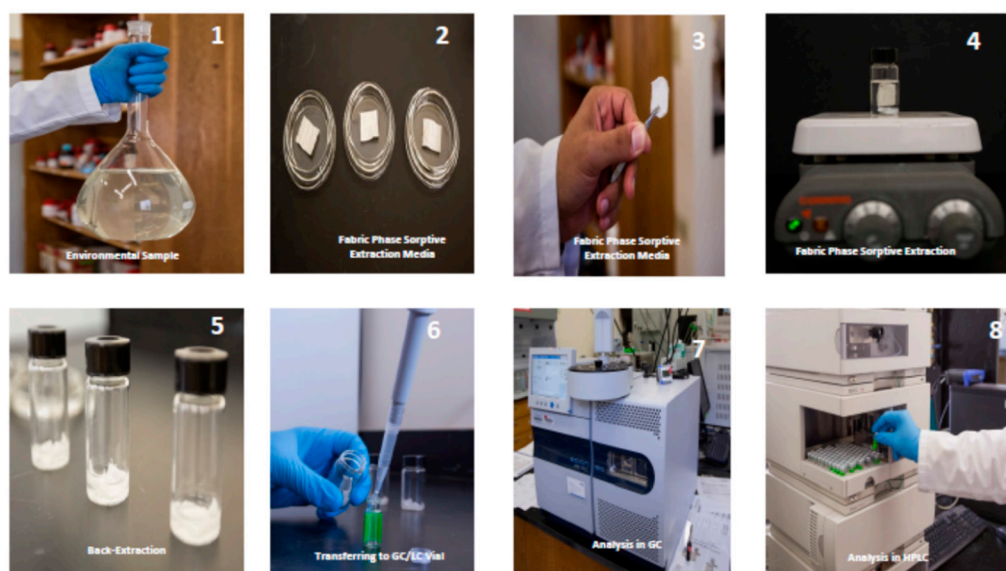 1
Environmental Sample
2
Fabric Phase Sorptive
Extraction Media
3
Fabric Phase Sorptive
Extraction Media
4
Fabric Phase Sorptive Extraction
5
Back-Extraction
6
Transferring to GC/LC Vial
7
Analysis in GC
8
Analysis in HPLC